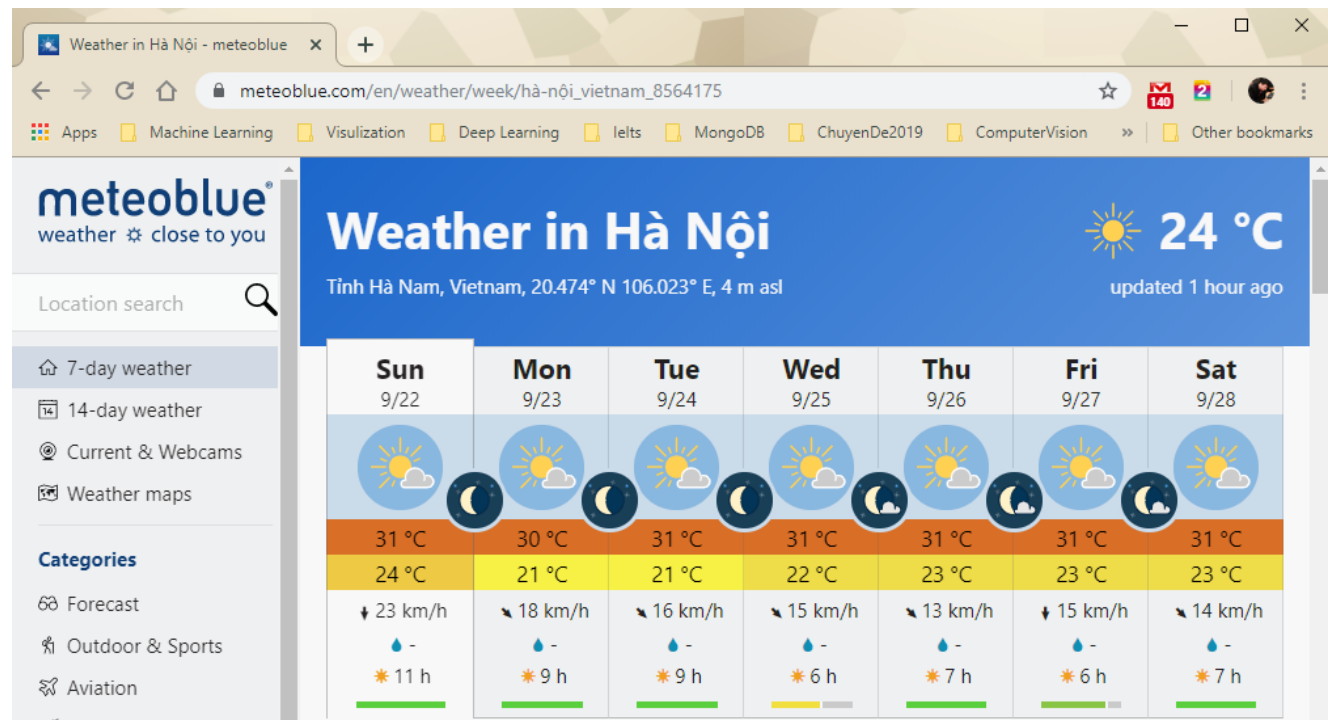 Weather in Hà Nội - meteoblue
meteoblue.com/en/weather/week/hà-nội_vietnam_8564175
140
2
Apps Machine Learning Visulization Deep Learning Ielts MongoDB ChuyenDe2019 ComputerVision » Other bookmarks
meteoblue®
weather close to you
Location search
7-day weather
14 14-day weather
Current & Webcams
Weather maps
Categories
Forecast
Outdoor & Sports
Aviation
Weather in Hà Nội
24 °C
Tỉnh Hà Nam, Vietnam, 20.474° N 106.023° E, 4 m asl
updated 1 hour ago
Sun Mon Tue Wed Thu Fri Sat
9/22 9/23 9/24 9/25 9/26 9/27 9/28
31 °C 30 °C 31 °C 31 °C 31 °C 31 °C 31 °C
24 °C 21 °C 21 °C 22 °C 23 °C 23 °C 23 °C
23 km/h 18 km/h 16 km/h 15 km/h 13 km/h 15 km/h 14 km/h
- - - - - - -
11 h 9 h 9 h 6 h 7 h 6 h 7 h